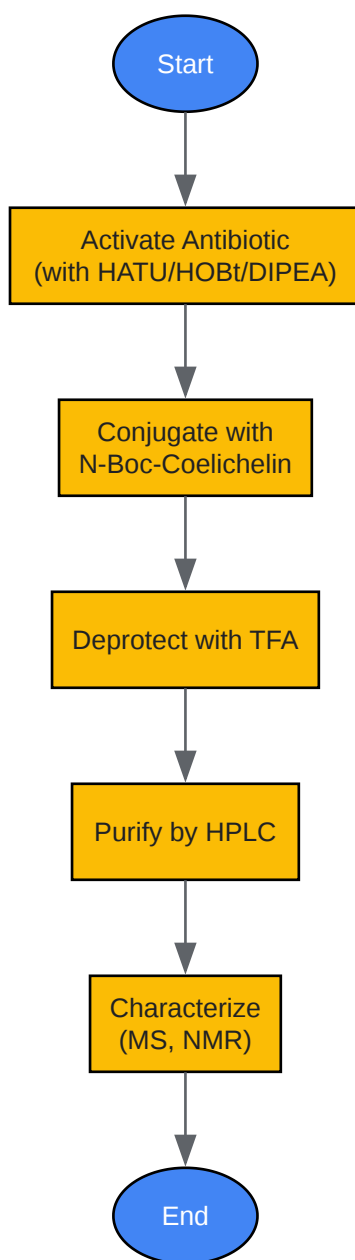 Start
Activate Antibiotic
(with HATU/HOBt/DIPEA)
Conjugate with
N-Boc-Coelichelin
Deprotect with TFA
Purify by HPLC
Characterize
(MS, NMR)
End